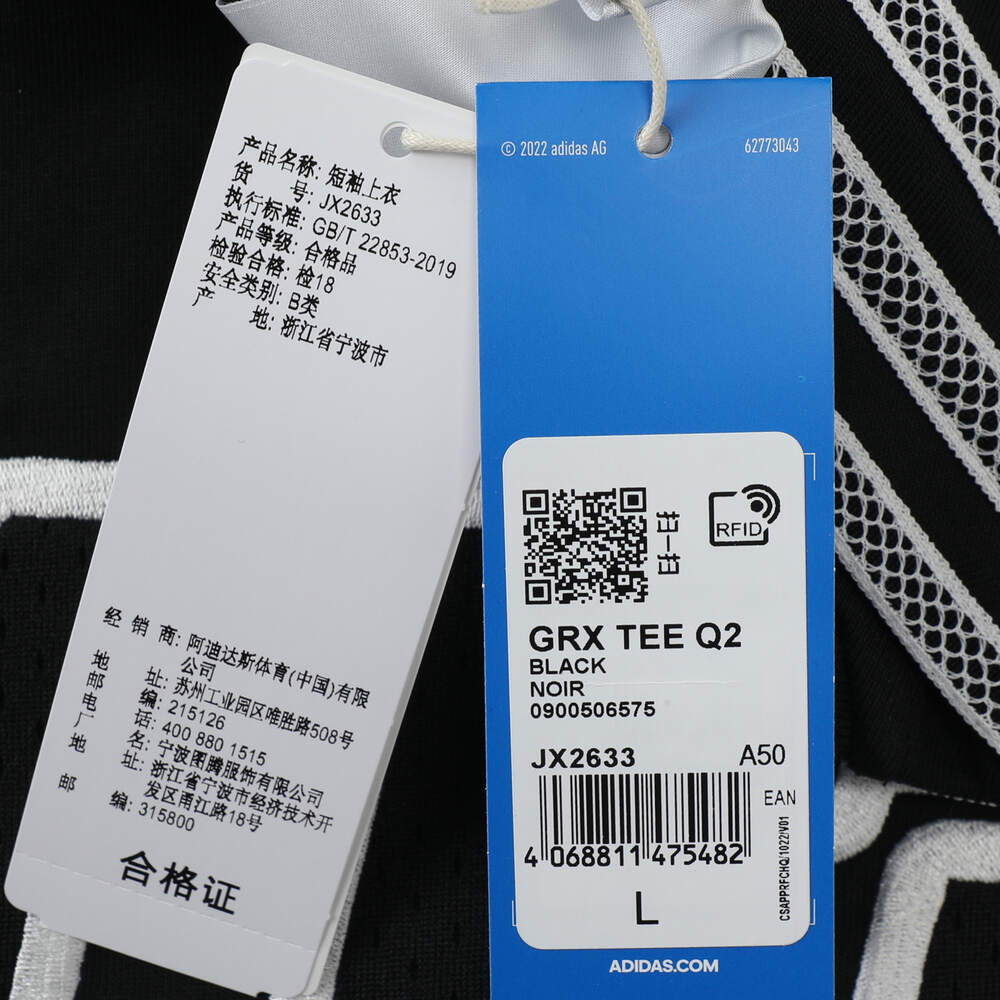 产品名称: 短袖上衣
货 号: JX2633
执行标准: GB/T 22853-2019
产品等级: 合格品
检验合格: 检18
安全类别: B类
产 地: 浙江省宁波市
经 销 商: 阿迪达斯体育(中国)有限
公司
地 址: 苏州工业园区唯胜路508号
邮 编: 215126
电 话: 400 880 1515
厂 名: 宁波图腾服饰有限公司
地 址: 浙江省宁波市经济技术开
发区甬江路18号
邮 编: 315800
合格证
© 2022 adidas AG
62773043
扫一扫
RFID
GRX TEE Q2
BLACK
NOIR
0900506575
JX2633
A50
EAN
4 068811 475482
CSAPPRFCHQ/1022/V01
L
ADIDAS.COM